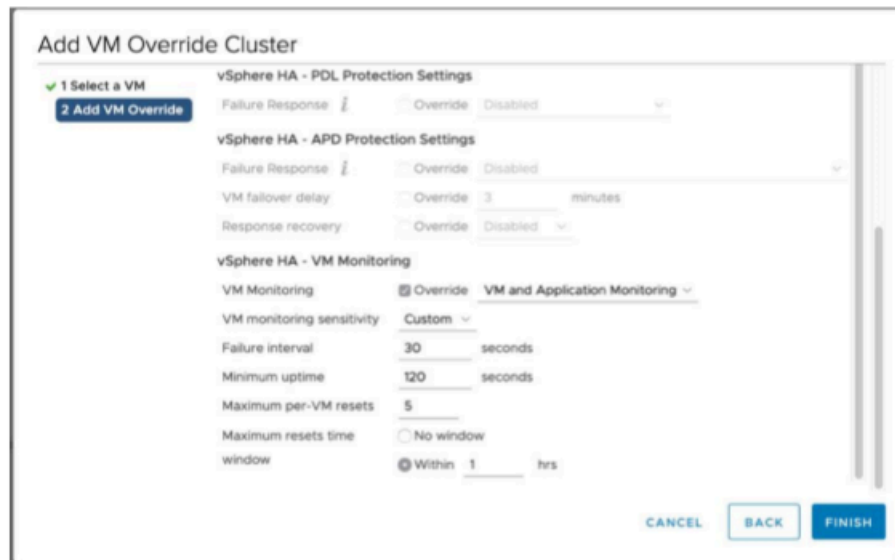 Add VM Override Cluster
1 Select a VM
2 Add VM Override
vSphere HA - PDL Protection Settings
Failure Response i Override Disabled
vSphere HA - APD Protection Settings
Failure Response i Override Disabled
VM failover delay Override 3 minutes
Response recovery Override Disabled
vSphere HA - VM Monitoring
VM Monitoring Override VM and Application Monitoring
VM monitoring sensitivity Custom
Failure interval 30 seconds
Minimum uptime 120 seconds
Maximum per-VM resets 5
Maximum resets time No window
window Within 1 hrs
CANCEL BACK FINISH